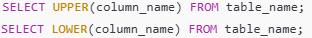 SELECT UPPER(column_name) FROM table_name;
SELECT LOWER(column_name) FROM table_name;